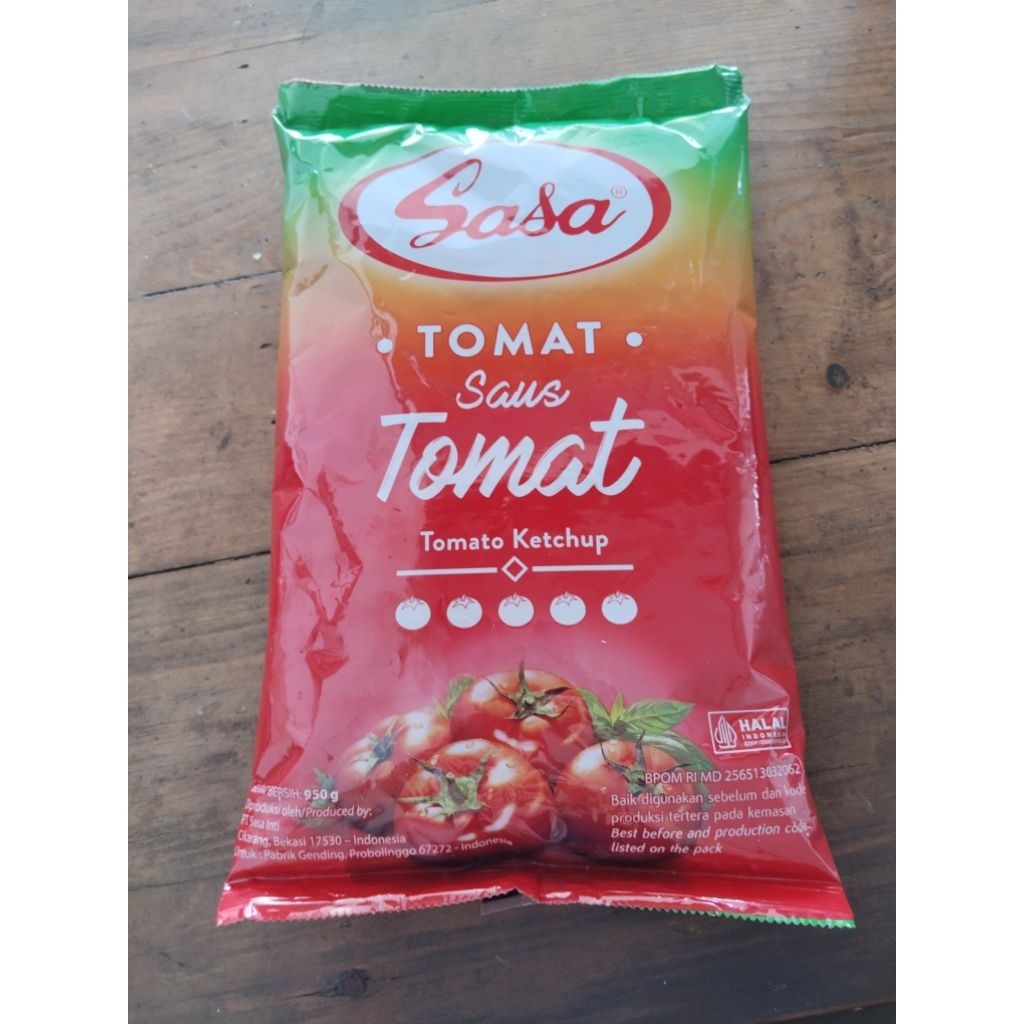 Sasa®
• TOMAT •
Saus
Tomat
Tomato Ketchup
HALAL
INDONESIA
BERSIH: 950 g
Diproduksi oleh/Produced by:
PT Sasa Inti
Cikarang, Bekasi 17530 – Indonesia
Untuk : Pabrik Gending, Probolinggo 67272 - Indonesia
BPOM RI MD 256513032062
Baik digunakan sebelum dan kode
produksi tertera pada kemasan
Best before and production code
listed on the pack